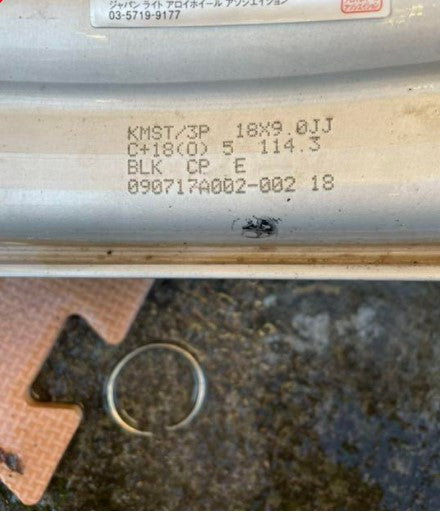 ジャパン ライト アロイホイール アソシエイション
03-5719-9177
KMST/3P 18X9.0JJ
C+18(O) 5 114.3
BLK CP E
090717A002-002 18